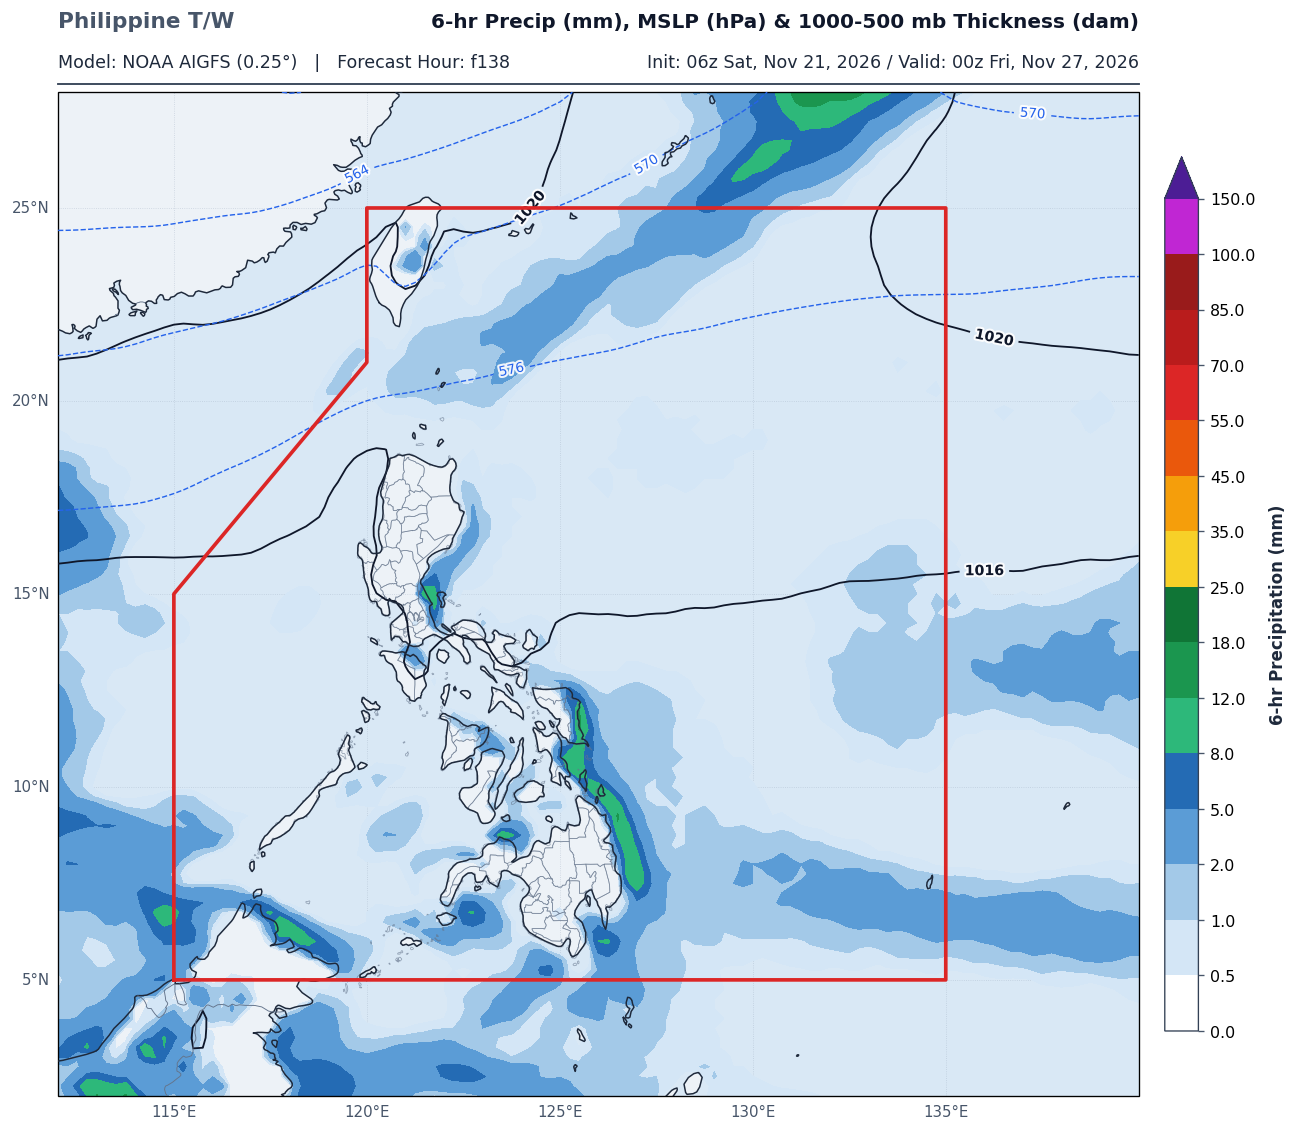 Philippine T/W
6-hr Precip (mm), MSLP (hPa) & 1000-500 mb Thickness (dam)
Model: NOAA AIGFS (0.25°)   |   Forecast Hour: f138
Init: 06z Sat, Nov 21, 2026 / Valid: 00z Fri, Nov 27, 2026
570
564
570
1020
1020
576
1016
25°N
20°N
15°N
10°N
5°N
115°E
120°E
125°E
130°E
135°E
150.0
100.0
85.0
70.0
55.0
45.0
35.0
25.0
18.0
12.0
8.0
5.0
2.0
1.0
0.5
0.0
6-hr Precipitation (mm)